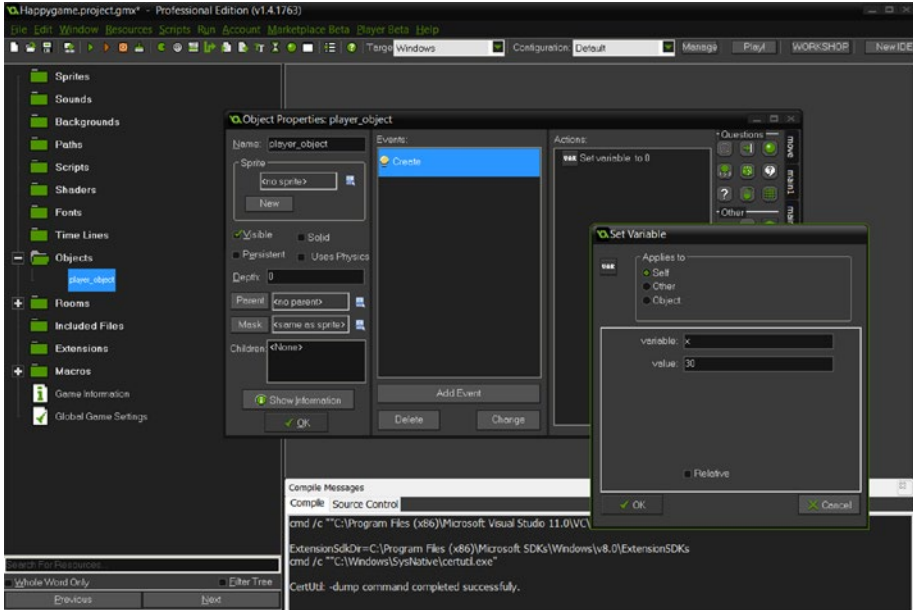 Happygame.project.gmx* - Professional Edition (v1.4.1763)
File Edit Window Resources Scripts Run Account Marketplace Beta Player Beta Help
Target Windows Configuration: Default Manage Play! WORKSHOP New IDE
Sprites
Sounds
Backgrounds
Paths
Scripts
Shaders
Fonts
Time Lines
Objects
player_object
Rooms
Included Files
Extensions
Macros
Game Information
Global Game Settings
Search For Resources...
Whole Word Only Filter Tree
Previous Next
Object Properties: player_object
Name: player_object
Sprite
<no sprite>
New
Visible Solid
Persistent Uses Physics
Depth: 0
Parent <no parent>
Mask <same as sprite>
Children: <None>
Show Information
OK
Events:
Create
Add Event
Delete Change
Actions:
VAR Set variable to 0
Questions
Other
move
main1
Set Variable
VAR
Applies to
Self
Other
Object
variable: x
value: 30
Relative
OK Cancel
Compile Messages
Compile Source Control
cmd /c ""C:\Program Files (x86)\Microsoft Visual Studio 11.0\VC\
ExtensionSdkDir=C:\Program Files (x86)\Microsoft SDKs\Windows\v8.0\ExtensionSDKs
cmd /c ""C:\Windows\SysNative\certutil.exe"
CertUtil: -dump command completed successfully.